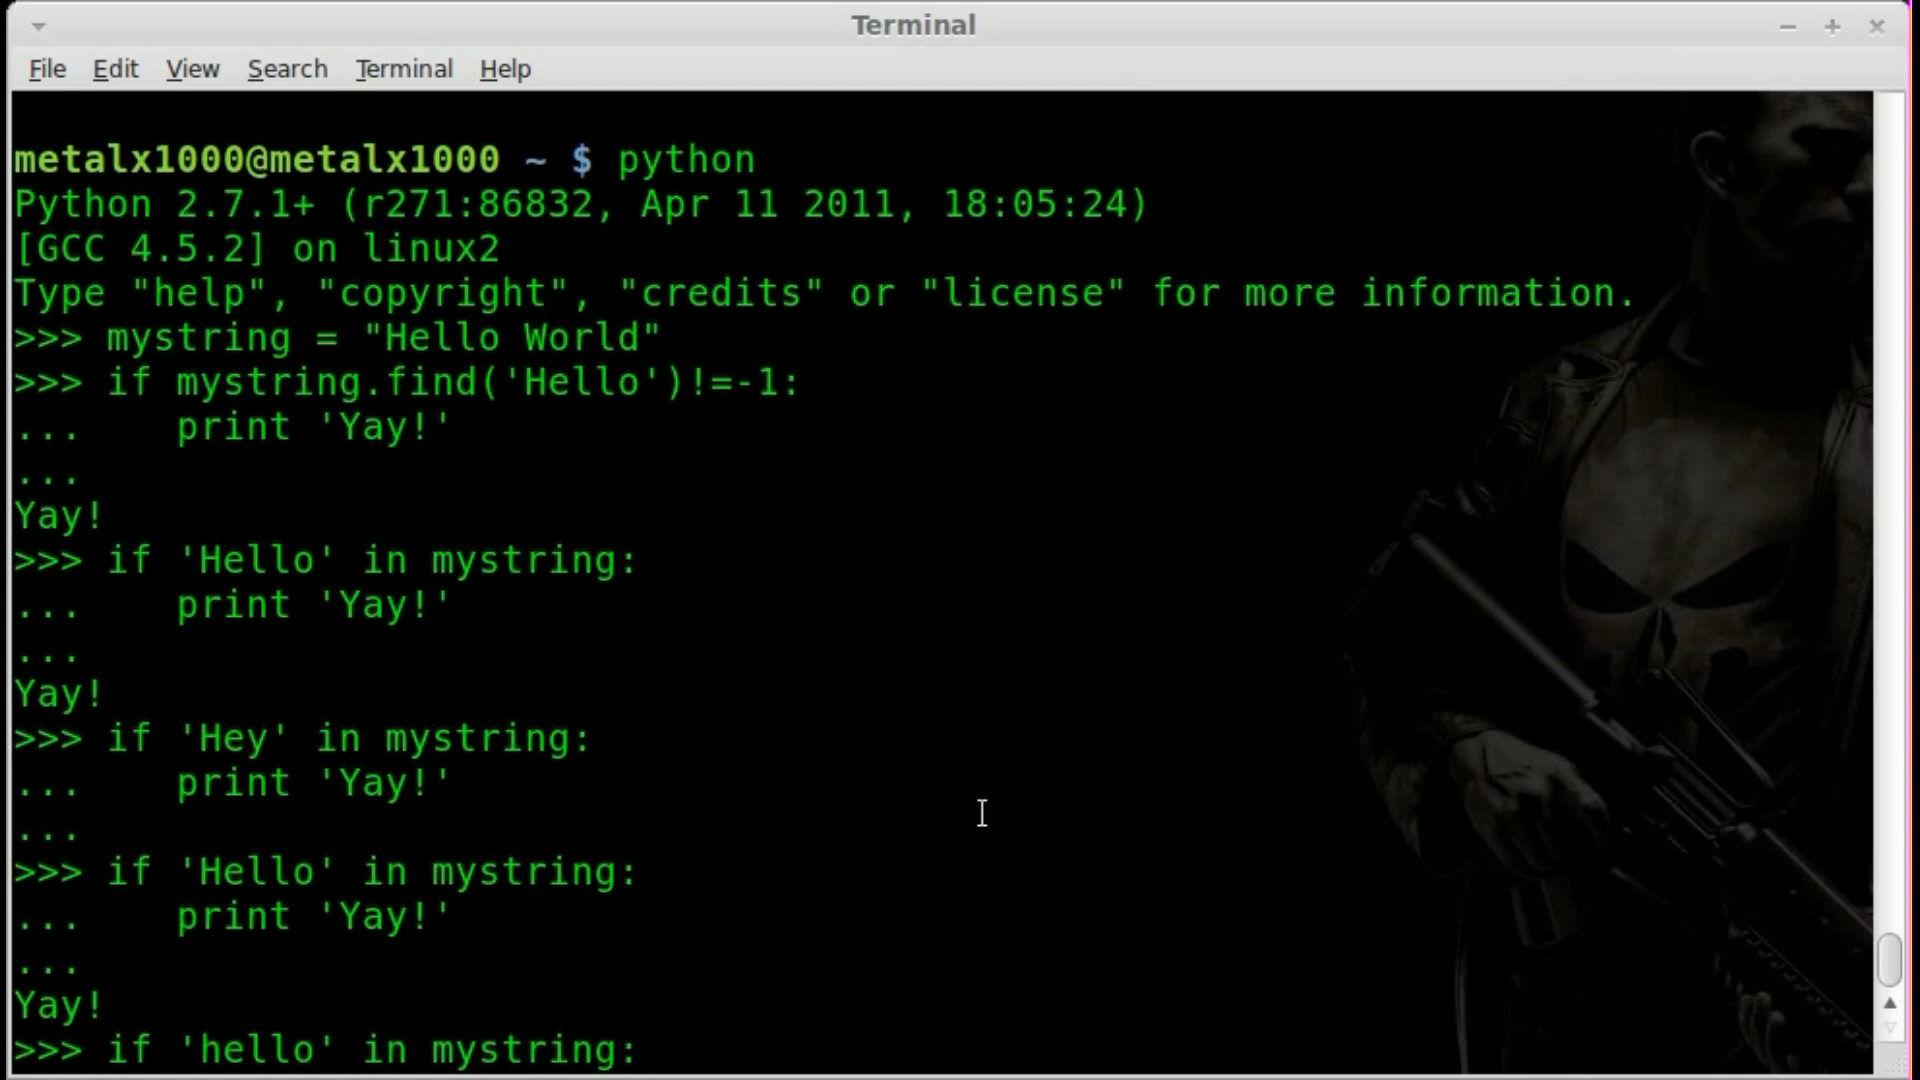 Terminal
File Edit View Search Terminal Help
metalx1000@metalx1000 ~ $ python
Python 2.7.1+ (r271:86832, Apr 11 2011, 18:05:24)
[GCC 4.5.2] on linux2
Type "help", "copyright", "credits" or "license" for more information.
>>> mystring = "Hello World"
>>> if mystring.find('Hello')!=-1:
...    print 'Yay!'
...
Yay!
>>> if 'Hello' in mystring:
...    print 'Yay!'
...
Yay!
>>> if 'Hey' in mystring:
...    print 'Yay!'
...
>>> if 'Hello' in mystring:
...    print 'Yay!'
...
Yay!
>>> if 'hello' in mystring: